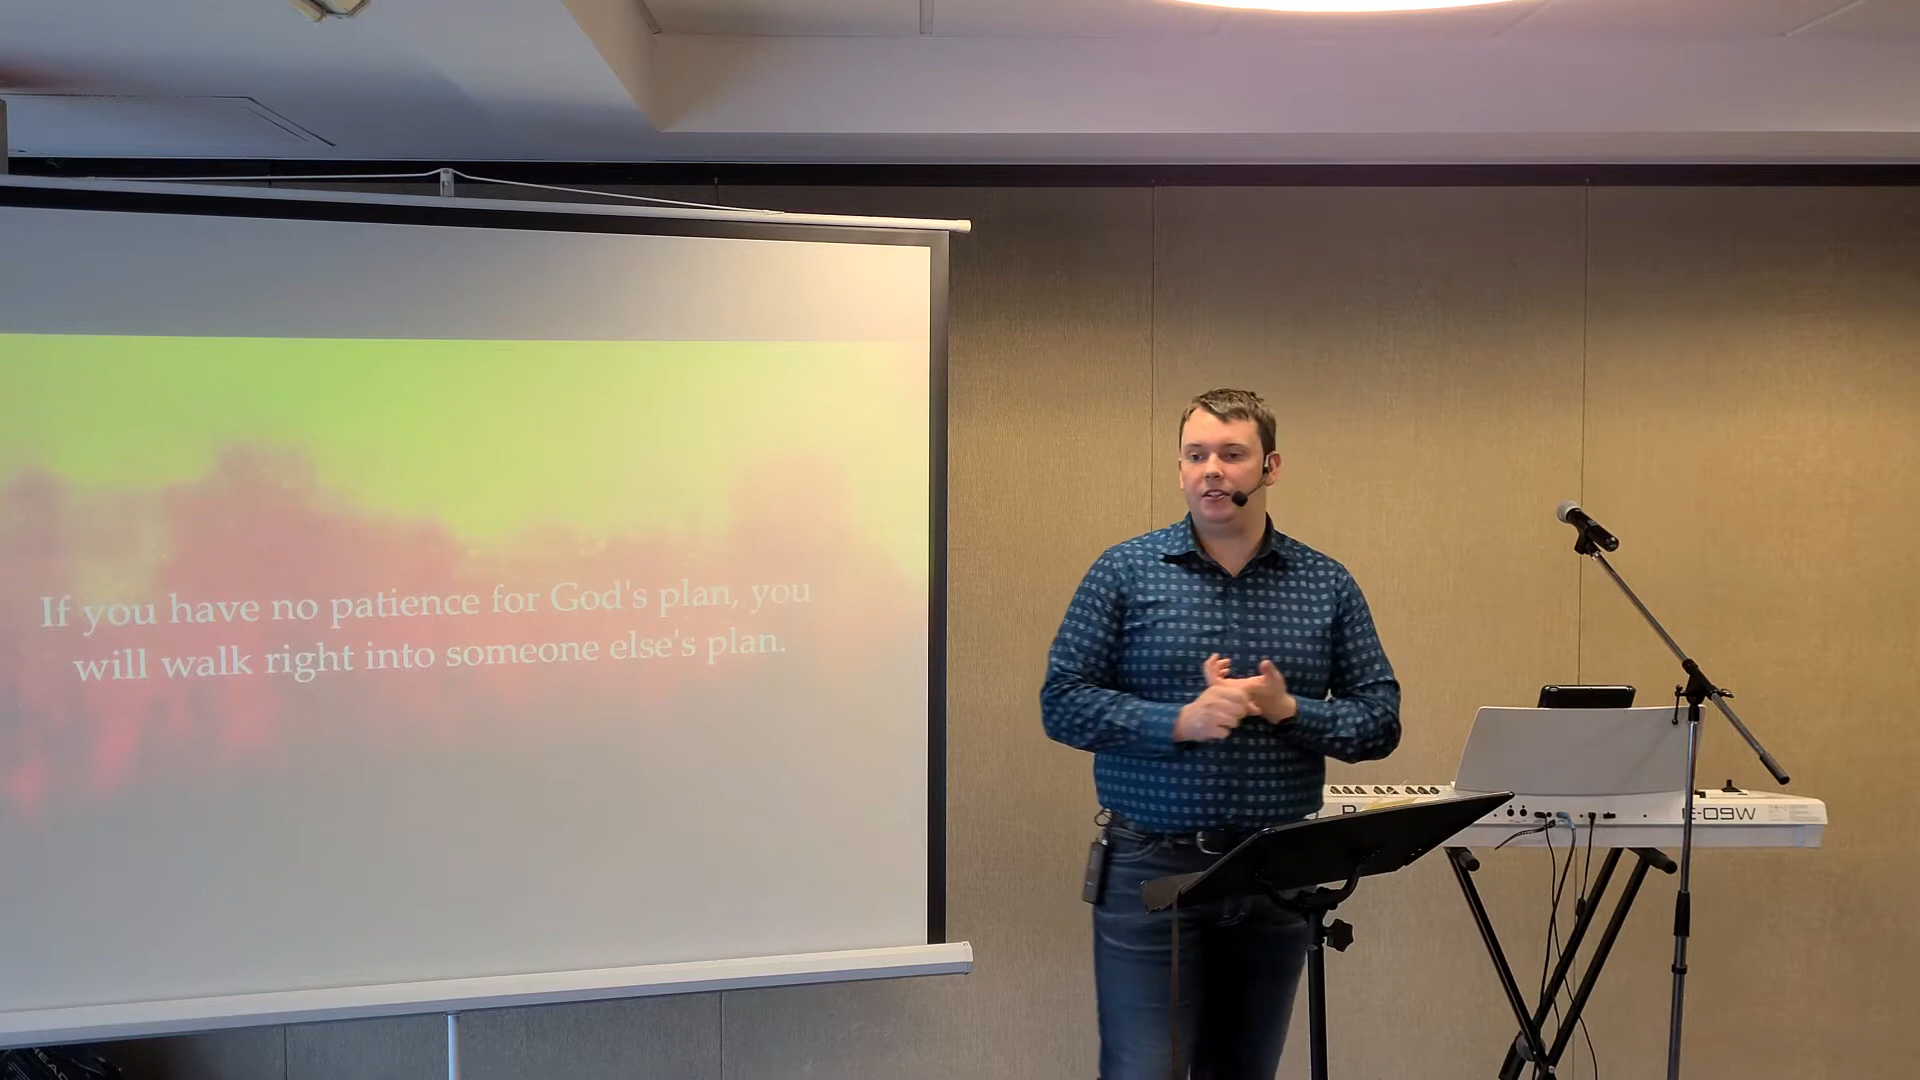 If you have no patience for God's plan, you
will walk right into someone else's plan.
E-09W